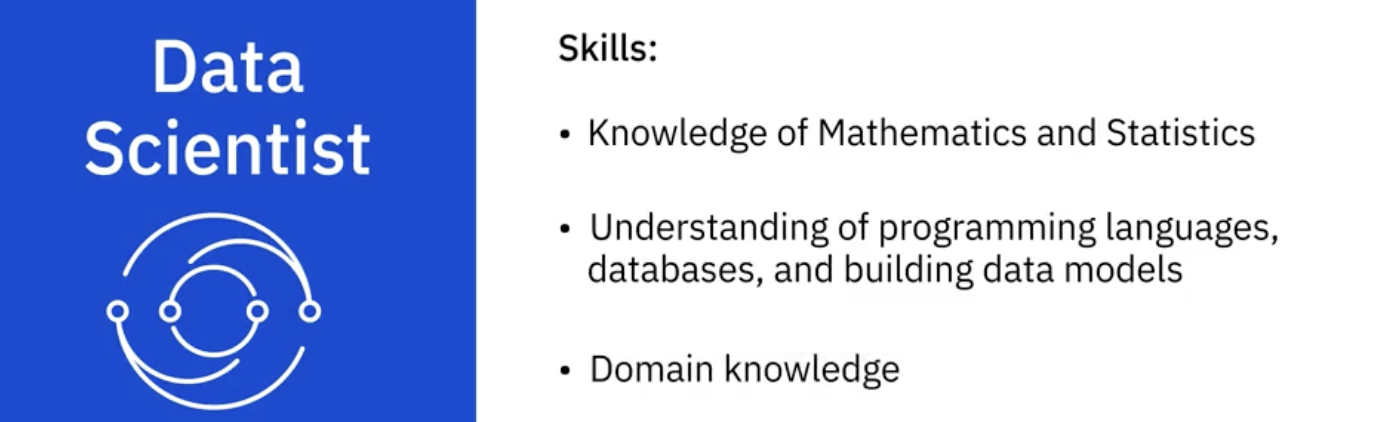 Data
Scientist
Skills:
• Knowledge of Mathematics and Statistics
• Understanding of programming languages,
databases, and building data models
• Domain knowledge